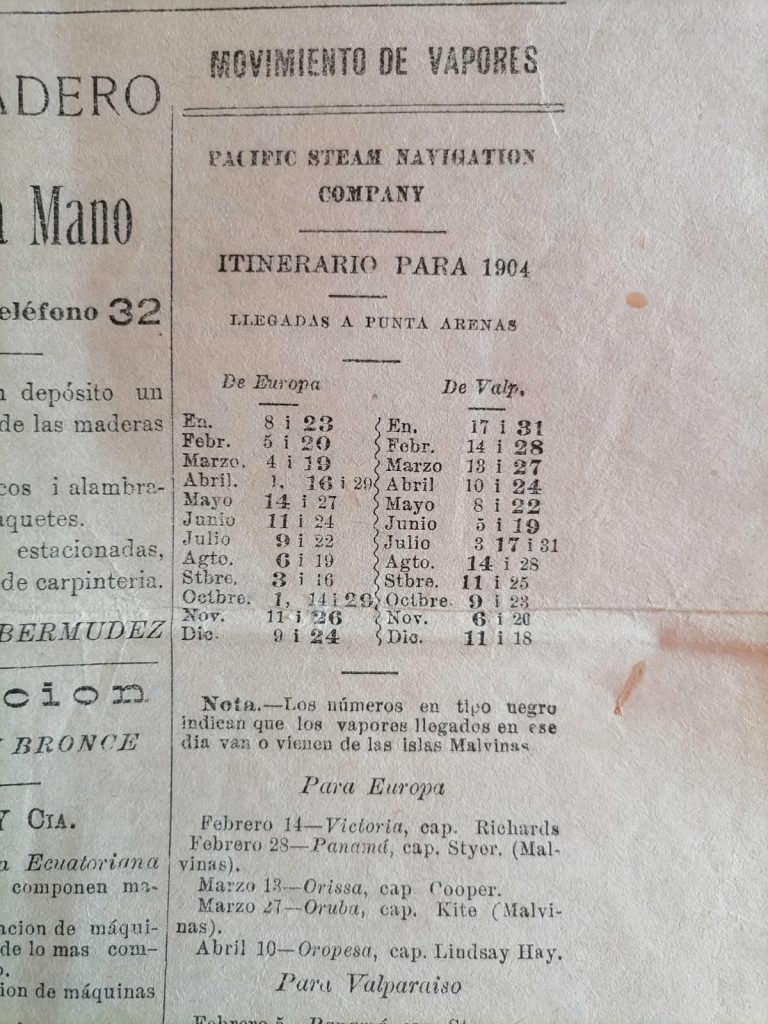 ADERO
Mano
eléfono 32
depósito un
de las maderas
cos i alambra-
aquetes.
estacionadas,
de carpinteria.
BERMUDEZ
cion
BRONCE
Y CIA.
a Ecuatoriana
componen ma-
acion de máqui-
de lo mas com-
ion de máquinas
MOVIMIENTO DE VAPORES
PACIFIC STEAM NAVIGATION
COMPANY
ITINERARIO PARA 1904
LLEGADAS A PUNTA ARENAS
De Europa De Valp.
En. 8 i 23 En. 17 i 31
Febr. 5 i 20 Febr. 14 i 28
Marzo. 4 i 19 Marzo 13 i 27
Abril. 1, 16 i 29 Abril 10 i 24
Mayo 14 i 27 Mayo 8 i 22
Junio 11 i 24 Junio 5 i 19
Julio 9 i 22 Julio 3 17 i 31
Agto. 6 i 19 Agto. 14 i 28
Stbre. 3 i 16 Stbre. 11 i 25
Octbre. 1, 14 i 29 Octbre. 9 i 23
Nov. 11 i 26 Nov. 6 i 20
Dic. 9 i 24 Dic. 11 i 18
Nota.—Los números en tipo negro
indican que los vapores llegados en ese
dia van o vienen de las islas Malvinas
Para Europa
Febrero 14—Victoria, cap. Richards
Febrero 28—Panamá, cap. Styer. (Mal-
vinas).
Marzo 13—Orissa, cap Cooper.
Marzo 27—Oruba, cap. Kite (Malvi-
nas).
Abril 10—Oropesa, cap. Lindsay Hay.
Para Valparaiso
Febrero 5